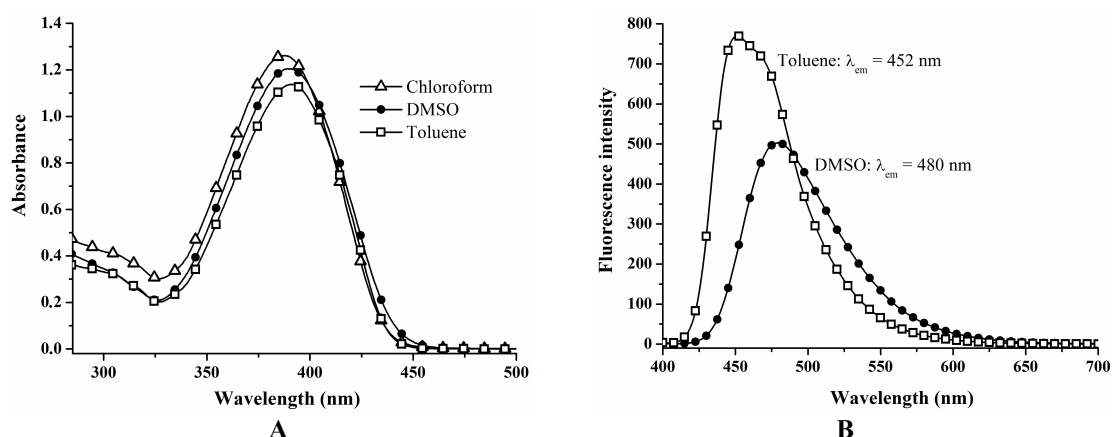 1.4
1.2
1.0
0.8
0.6
0.4
0.2
0.0
Absorbance
300
350
400
450
500
Wavelength (nm)
Chloroform
DMSO
Toluene
A
800
700
600
500
400
300
200
100
0
Fluorescence intensity
400
450
500
550
600
650
700
Wavelength (nm)
Toluene: λem = 452 nm
DMSO: λem = 480 nm
B